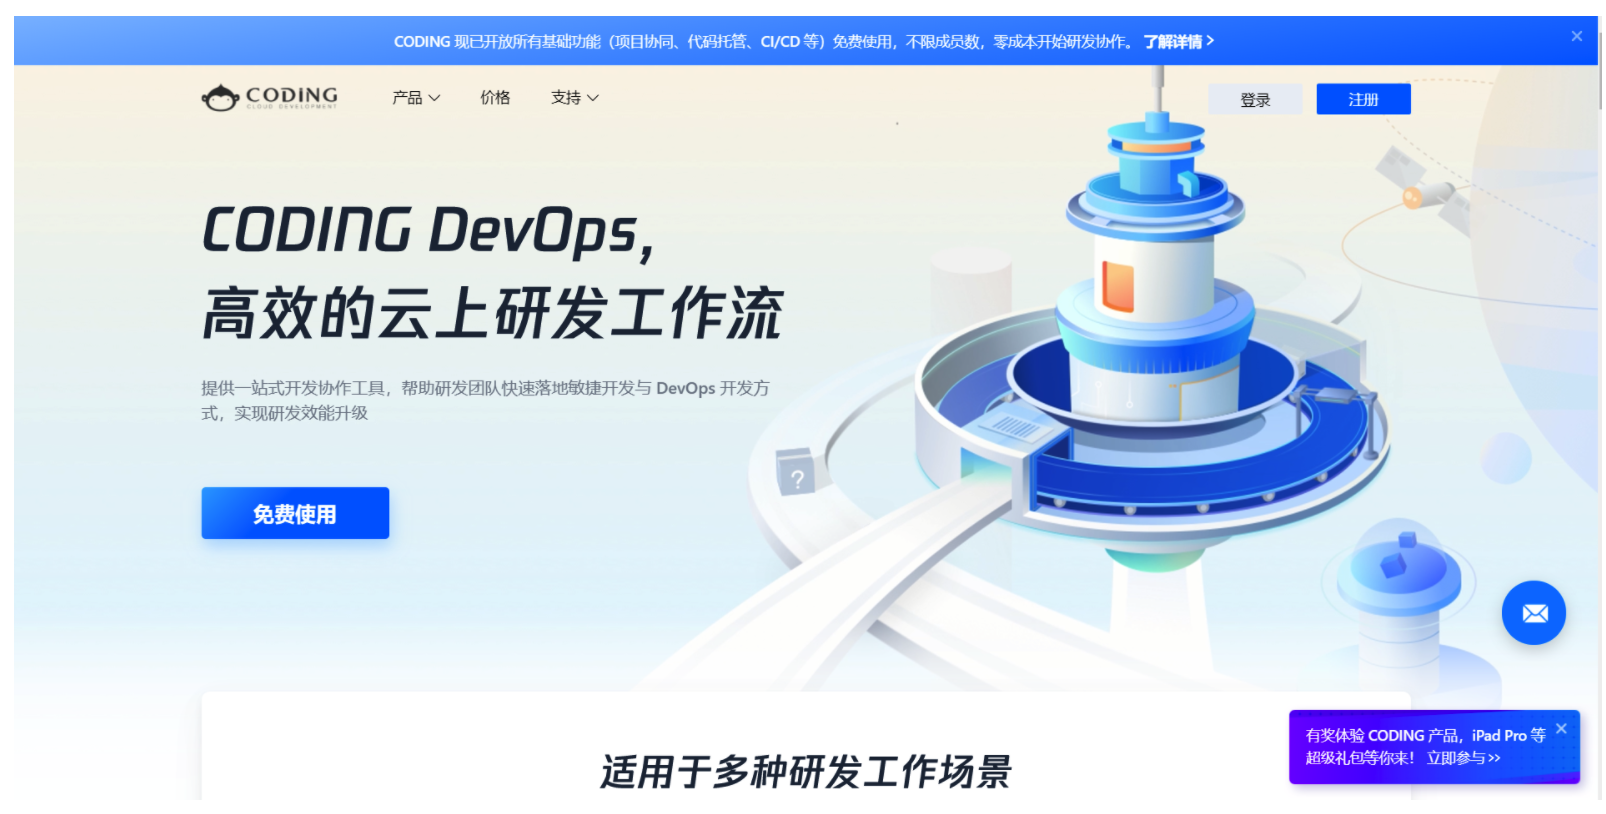 CODING 现已开放所有基础功能（项目协同、代码托管、CI/CD 等）免费使用，不限成员数，零成本开始研发协作。 了解详情 >
CODING
CLOUD DEVELOPMENT
产品 价格 支持
登录 注册
CODING DevOps,
高效的云上研发工作流
提供一站式开发协作工具，帮助研发团队快速落地敏捷开发与 DevOps 开发方
式，实现研发效能升级
?
免费使用
有奖体验 CODING 产品，iPad Pro 等
超级礼包等你来！ 立即参与>>
适用于多种研发工作场景